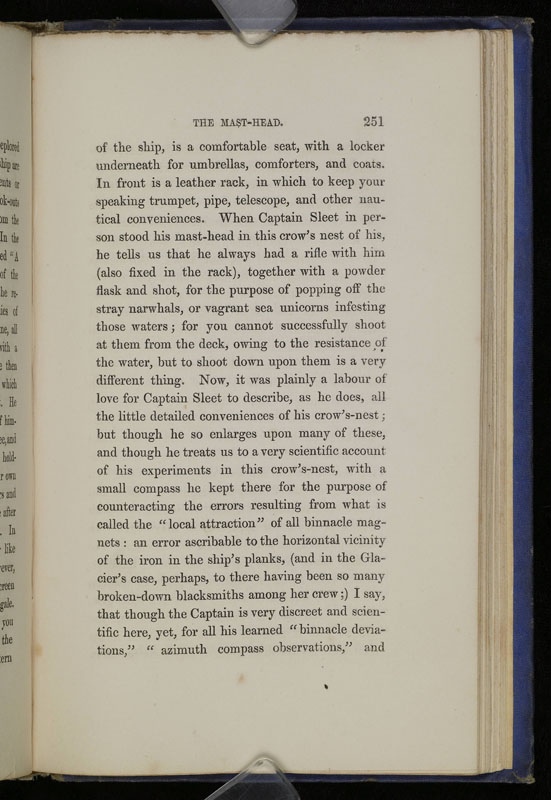 THE MAST-HEAD. 251
of the ship, is a comfortable seat, with a locker
underneath for umbrellas, comforters, and coats.
In front is a leather rack, in which to keep your
speaking trumpet, pipe, telescope, and other nau-
tical conveniences. When Captain Sleet in per-
son stood his mast-head in this crow's nest of his,
he tells us that he always had a rifle with him
(also fixed in the rack), together with a powder
flask and shot, for the purpose of popping off the
stray narwhals, or vagrant sea unicorns infesting
those waters; for you cannot successfully shoot
at them from the deck, owing to the resistance of
the water, but to shoot down upon them is a very
different thing. Now, it was plainly a labour of
love for Captain Sleet to describe, as he does, all
the little detailed conveniences of his crow's-nest;
but though he so enlarges upon many of these,
and though he treats us to a very scientific account
of his experiments in this crow's-nest, with a
small compass he kept there for the purpose of
counteracting the errors resulting from what is
called the "local attraction" of all binnacle mag-
nets: an error ascribable to the horizontal vicinity
of the iron in the ship's planks, (and in the Gla-
cier's case, perhaps, to there having been so many
broken-down blacksmiths among her crew;) I say,
that though the Captain is very discreet and scien-
tific here, yet, for all his learned "binnacle devia-
tions," "azimuth compass observations," and